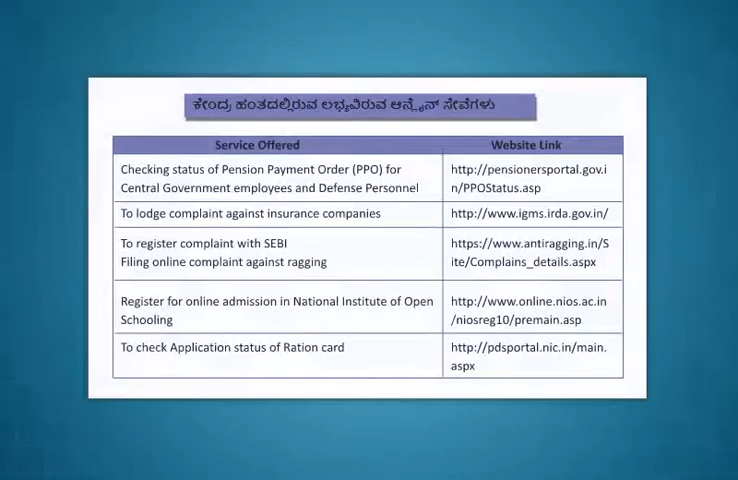 ಕೇಂದ್ರ ಹಂತದಲ್ಲಿರುವ ಲಭ್ಯವಿರುವ ಆನ್ಲೈನ್ ಸೇವೆಗಳು
Service Offered
Website Link
Checking status of Pension Payment Order (PPO) for
Central Government employees and Defense Personnel
http://pensionersportal.gov.i
n/PPOStatus.asp
To lodge complaint against insurance companies
http://www.igms.irda.gov.in/
To register complaint with SEBI
Filing online complaint against ragging
https://www.antiragging.in/S
ite/Complains_details.aspx
Register for online admission in National Institute of Open
Schooling
http://www.online.nios.ac.in
/niosreg10/premain.asp
To check Application status of Ration card
http://pdsportal.nic.in/main.
aspx